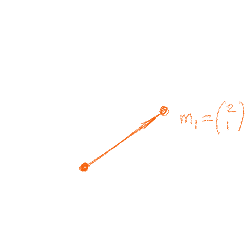 m₁ = (2
1)